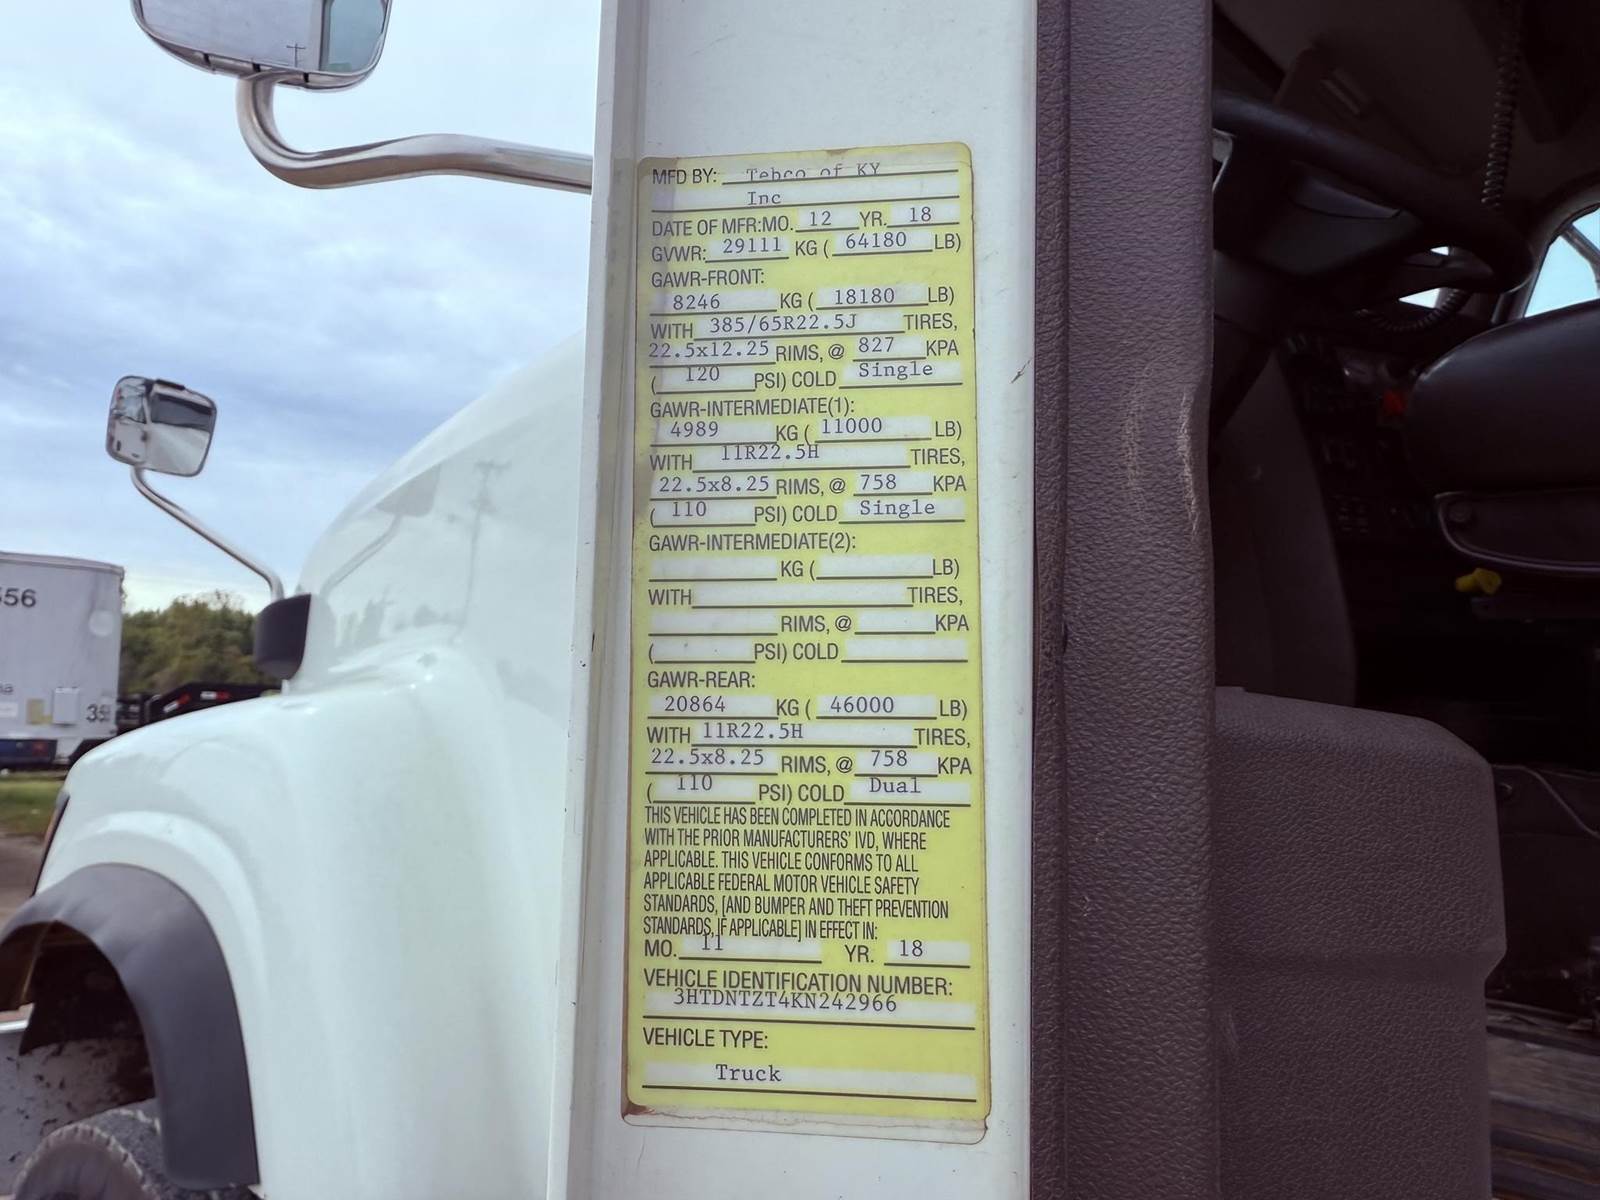 MFD BY: Tebco of KY
Inc
DATE OF MFR:MO. 12 YR. 18
GVWR: 29111 KG ( 64180 LB)
GAWR-FRONT:
8246 KG ( 18180 LB)
WITH 385/65R22.5J TIRES,
22.5x12.25 RIMS, @ 827 KPA
( 120 PSI) COLD Single
GAWR-INTERMEDIATE(1):
4989 KG ( 11000 LB)
WITH 11R22.5H TIRES,
22.5x8.25 RIMS, @ 758 KPA
( 110 PSI) COLD Single
GAWR-INTERMEDIATE(2):
KG ( LB)
WITH TIRES,
RIMS, @ KPA
( PSI) COLD
GAWR-REAR:
20864 KG ( 46000 LB)
WITH 11R22.5H TIRES,
22.5x8.25 RIMS, @ 758 KPA
( 110 PSI) COLD Dual
THIS VEHICLE HAS BEEN COMPLETED IN ACCORDANCE
WITH THE PRIOR MANUFACTURERS' IVD, WHERE
APPLICABLE. THIS VEHICLE CONFORMS TO ALL
APPLICABLE FEDERAL MOTOR VEHICLE SAFETY
STANDARDS, [AND BUMPER AND THEFT PREVENTION
STANDARDS, IF APPLICABLE] IN EFFECT IN:
MO. 11 YR. 18
VEHICLE IDENTIFICATION NUMBER:
3HTDNTZT4KN242966
VEHICLE TYPE:
Truck
556